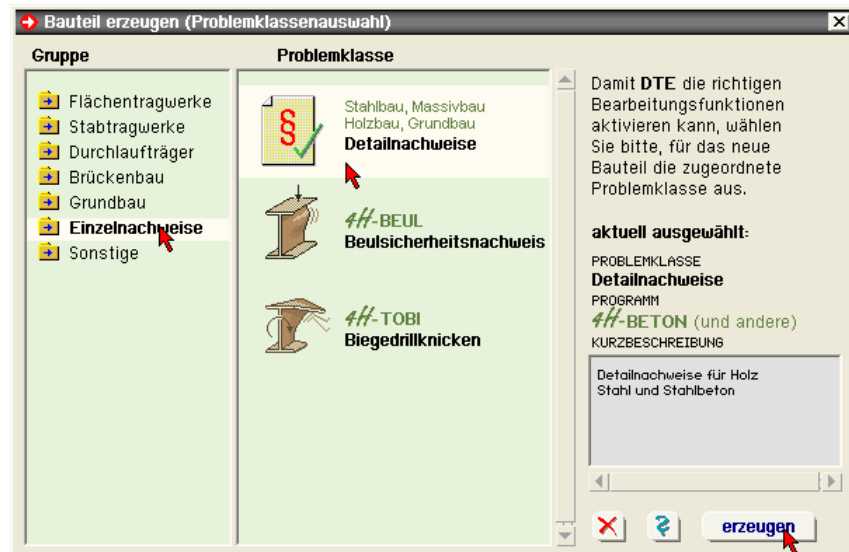 Bauteil erzeugen (Problemklassenauswahl)
Gruppe
Problemklasse
Flächentragwerke
Stabtragwerke
Durchlaufträger
Brückenbau
Grundbau
Einzelnachweise
Sonstige
Stahlbau, Massivbau
Holzbau, Grundbau
Detailnachweise
4H-BEUL
Beulsicherheitsnachweis
4H-TOBI
Biegedrillknicken
Damit DTE die richtigen
Bearbeitungsfunktionen
aktivieren kann, wählen
Sie bitte, für das neue
Bauteil die zugeordnete
Problemklasse aus.
aktuell ausgewählt:
PROBLEMKLASSE
Detailnachweise
PROGRAMM
4H-BETON (und andere)
KURZBESCHREIBUNG
Detailnachweise für Holz
Stahl und Stahlbeton
erzeugen